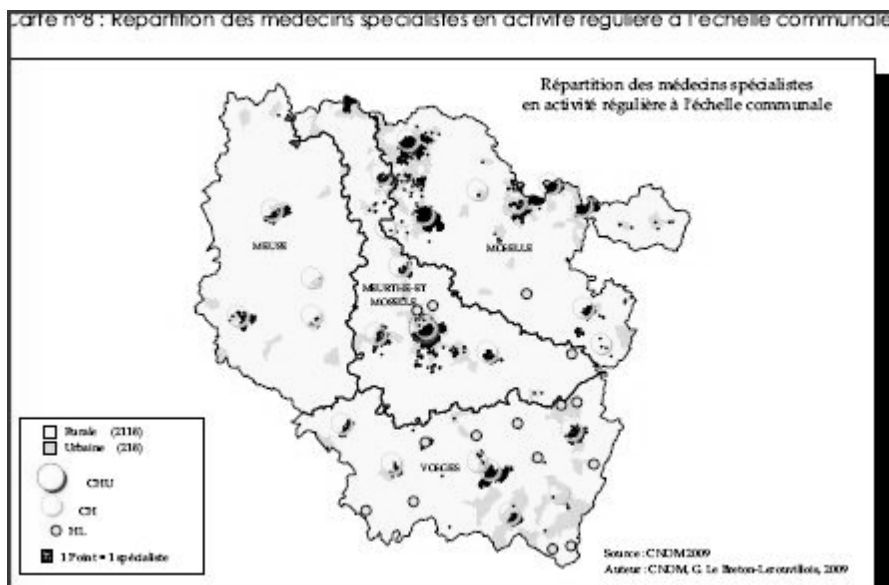 Carte n°8 : Répartition des médecins spécialistes en activité régulière à l'échelle communale
Répartition des médecins spécialistes
en activité régulière à l'échelle communale
MEUSE
MOSELLE
MEURTHE-ET
MOSELLE
VOSGES
Rurale (2116)
Urbaine (216)
CHU
CH
HL
1 Point = 1 spécialiste
Source : CNOM 2009
Auteur : CNOM, G. Le Breton-Lerouvillois, 2009